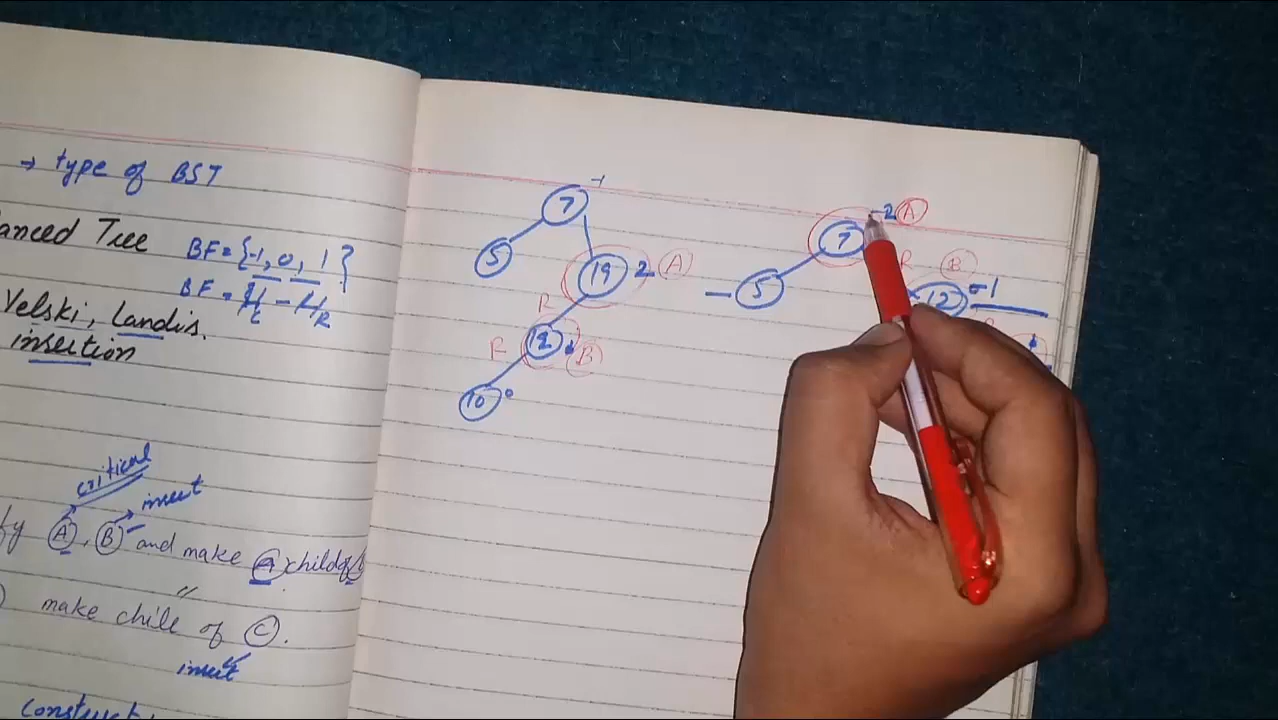 → type of BST
anced Tree BF = {-1, 0, 1}
BF = HL - HR
Velski, Landis.
insertion
critical
insert
fy A, B and make A child of
"
make chile of C.
insert
Construct
7 -1
5
19 2 A
R
12 B
R
10 0
7 -2 A
R B
5
12 -1